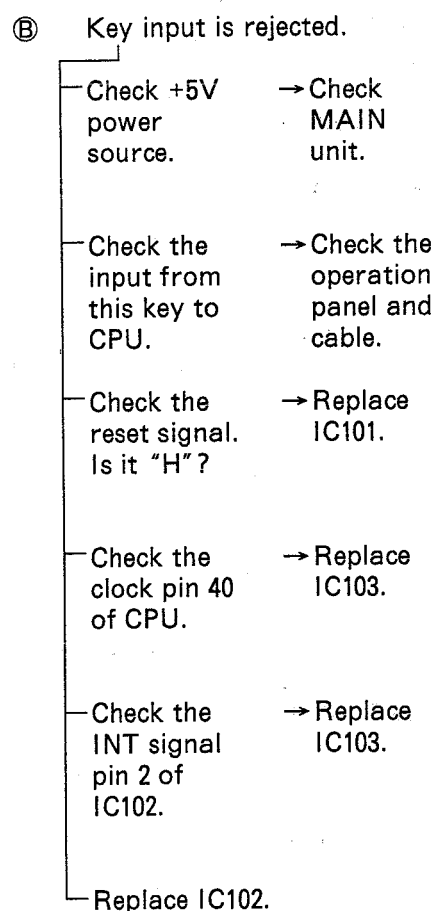 Ⓑ Key input is rejected.
Check +5V → Check
power MAIN
source. unit.
Check the → Check the
input from operation
this key to panel and
CPU. cable.
Check the → Replace
reset signal. IC101.
Is it "H"?
Check the → Replace
clock pin 40 IC103.
of CPU.
Check the → Replace
INT signal IC103.
pin 2 of
IC102.
Replace IC102.